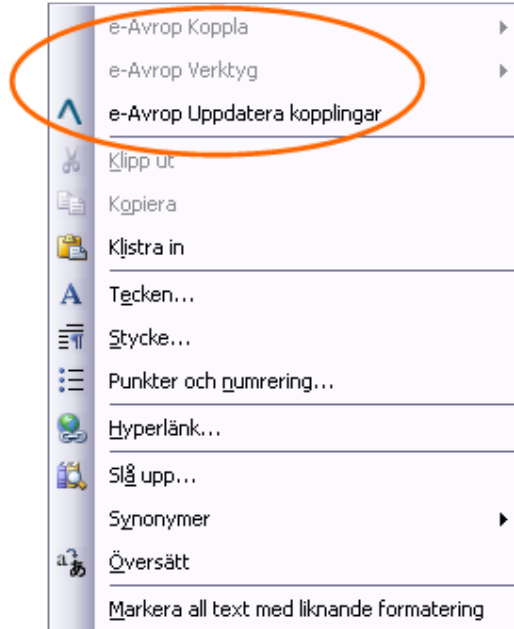 e-Avrop Koppla
e-Avrop Verktyg
e-Avrop Uppdatera kopplingar
Klipp ut
Kopiera
Klistra in
Tecken...
Stycke...
Punkter och numrering...
Hyperlänk...
Slå upp...
Synonymer
Översätt
Markera all text med liknande formatering